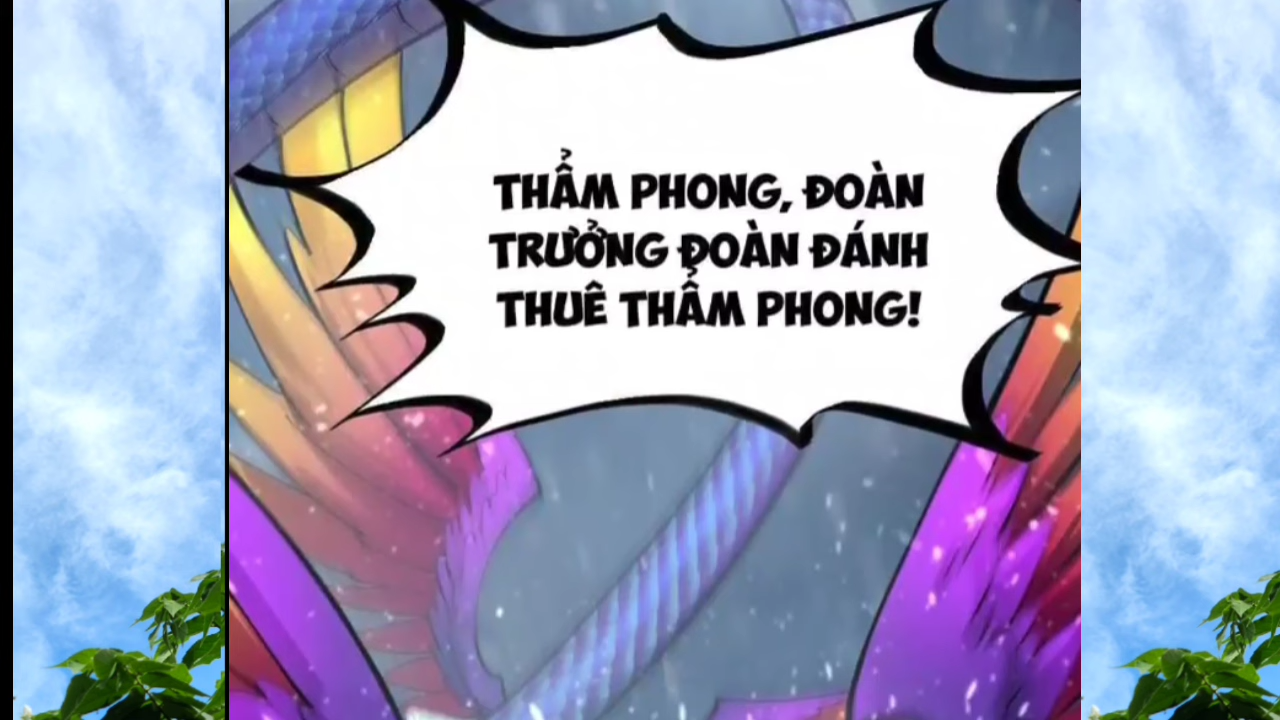 THẨM PHONG, ĐOÀN
TRƯỞNG ĐOÀN ĐÁNH
THUÊ THẨM PHONG!